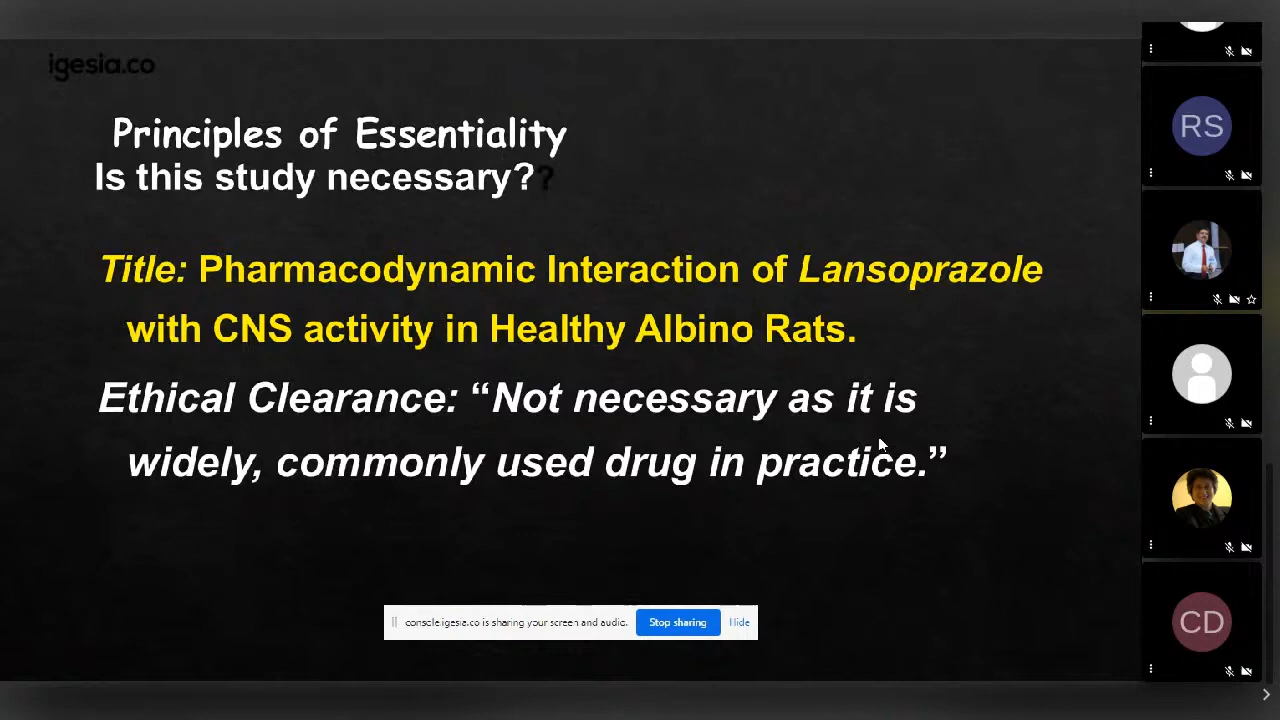 igesia.co
Principles of Essentiality
Is this study necessary??
Title: Pharmacodynamic Interaction of Lansoprazole
with CNS activity in Healthy Albino Rats.
Ethical Clearance: “Not necessary as it is
widely, commonly used drug in practice.”
console.igesia.co is sharing your screen and audio. Stop sharing Hide
RS
CD